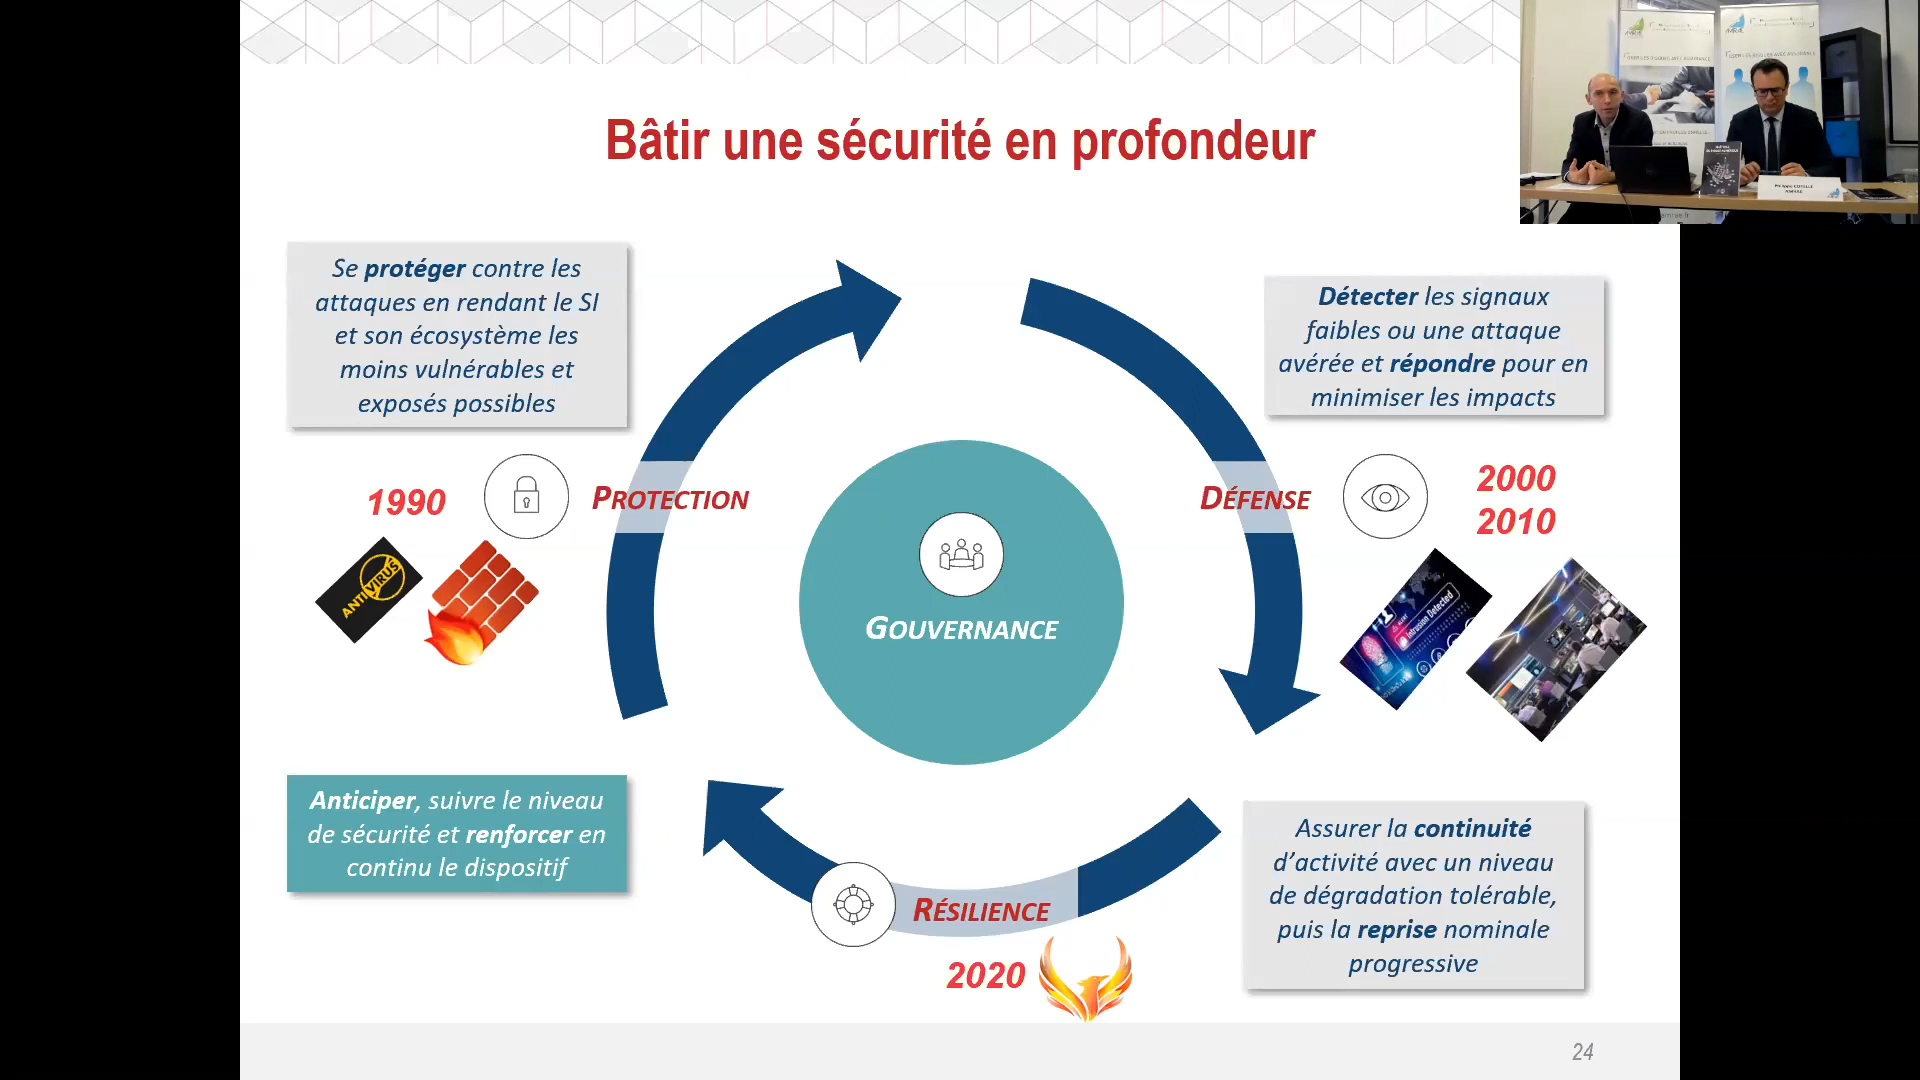 Bâtir une sécurité en profondeur
Se protéger contre les
attaques en rendant le SI
et son écosystème les
moins vulnérables et
exposés possibles
Détecter les signaux
faibles ou une attaque
avérée et répondre pour en
minimiser les impacts
1990
PROTECTION
DÉFENSE
2000
2010
ANTIVIRUS
Intrusion Detected
GOUVERNANCE
Anticiper, suivre le niveau
de sécurité et renforcer en
continu le dispositif
Assurer la continuité
d'activité avec un niveau
de dégradation tolérable,
puis la reprise nominale
progressive
RÉSILIENCE
2020
24